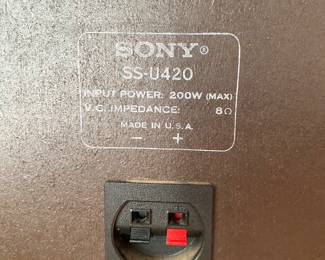 SONY®
SS-U420
INPUT POWER: 200W (MAX)
V.C. IMPEDANCE: 8Ω
MADE IN U.S.A.
− +